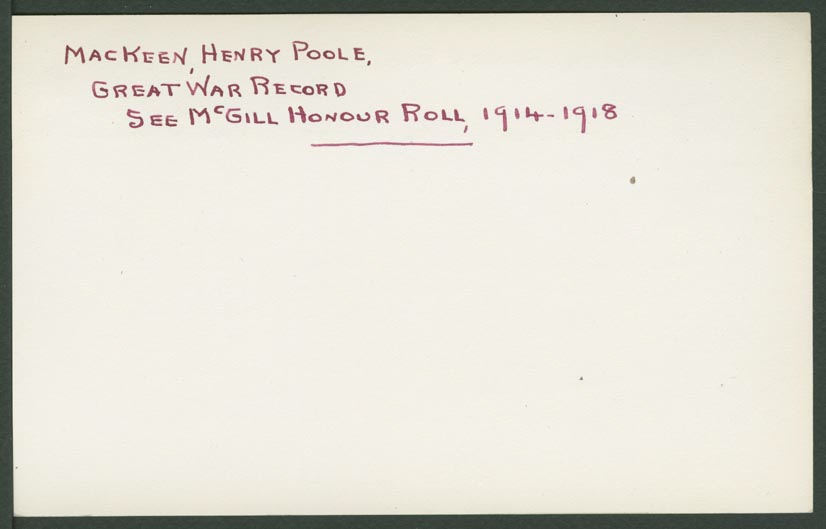 MacKeen, Henry Poole,
Great War Record
See McGill Honour Roll, 1914-1918